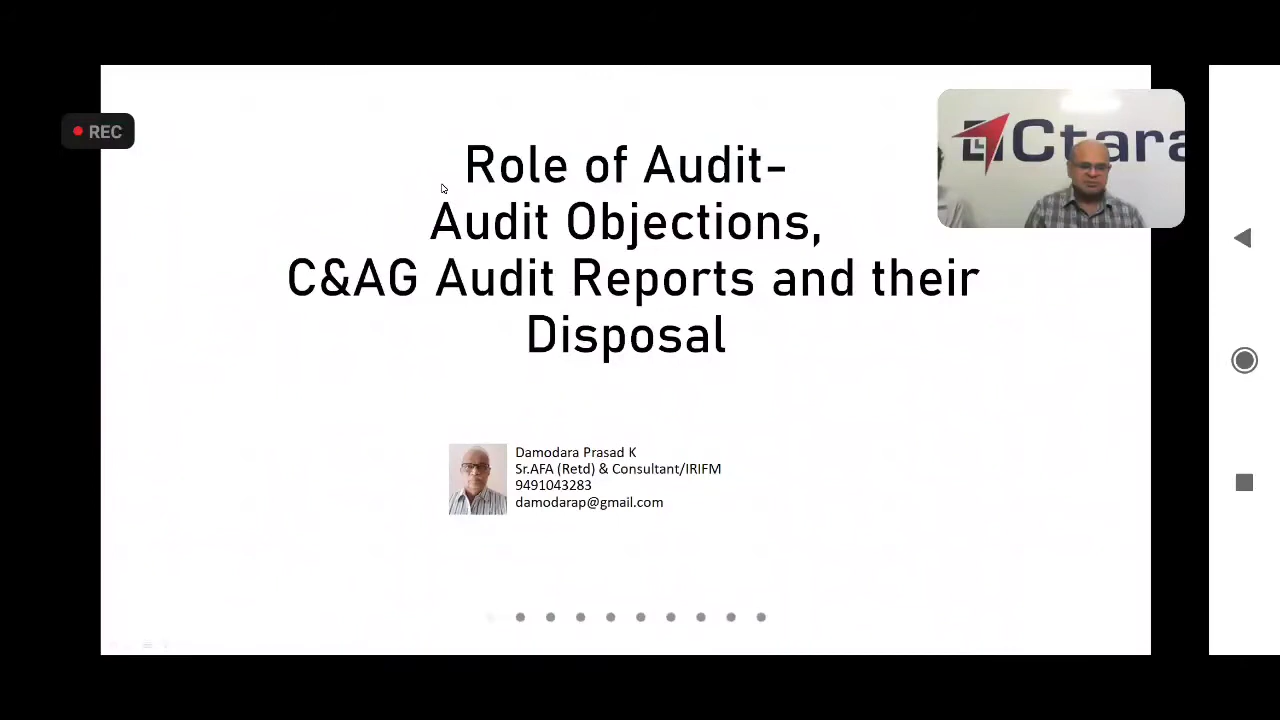 REC
Role of Audit-
Audit Objections,
C&AG Audit Reports and their
Disposal
Ctara
Damodara Prasad K
Sr.AFA (Retd) & Consultant/IRIFM
9491043283
damodarap@gmail.com